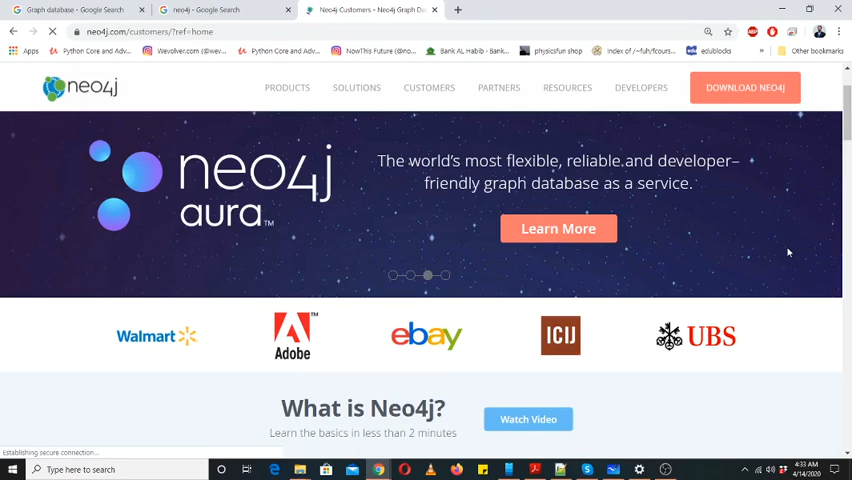 Graph database - Google Search
neo4j - Google Search
Neo4j Customers - Neo4j Graph Da
neo4j.com/customers/?ref=home
Apps
Python Core and Adv...
Wevolver.com (@wev...
Python Core and Adv...
NowThis Future (@no...
Bank AL Habib - Bank...
physicsfun shop
Index of /~fuh/fcours...
edublocks
»
Other bookmarks
neo4j
PRODUCTS
SOLUTIONS
CUSTOMERS
PARTNERS
RESOURCES
DEVELOPERS
DOWNLOAD NEO4J
neo4j
aura™
The world's most flexible, reliable and developer–
friendly graph database as a service.
Learn More
Walmart
Adobe™
ebay
ICIJ
UBS
What is Neo4j?
Learn the basics in less than 2 minutes
Watch Video
Establishing secure connection...
Type here to search
4:33 AM
4/14/2020